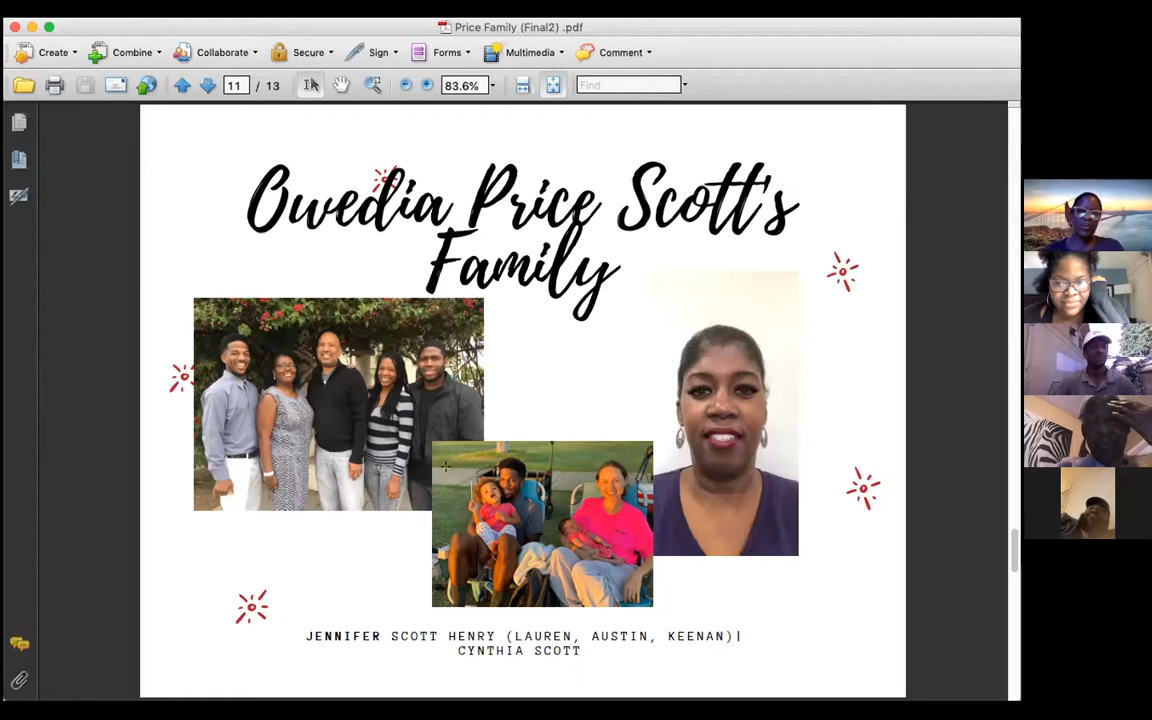 Price Family (Final2) .pdf
Create Combine Collaborate Secure Sign Forms Multimedia Comment
11 / 13 83.6% Find
Owedia Price Scott's
Family
JENNIFER SCOTT HENRY (LAUREN, AUSTIN, KEENAN)|
CYNTHIA SCOTT